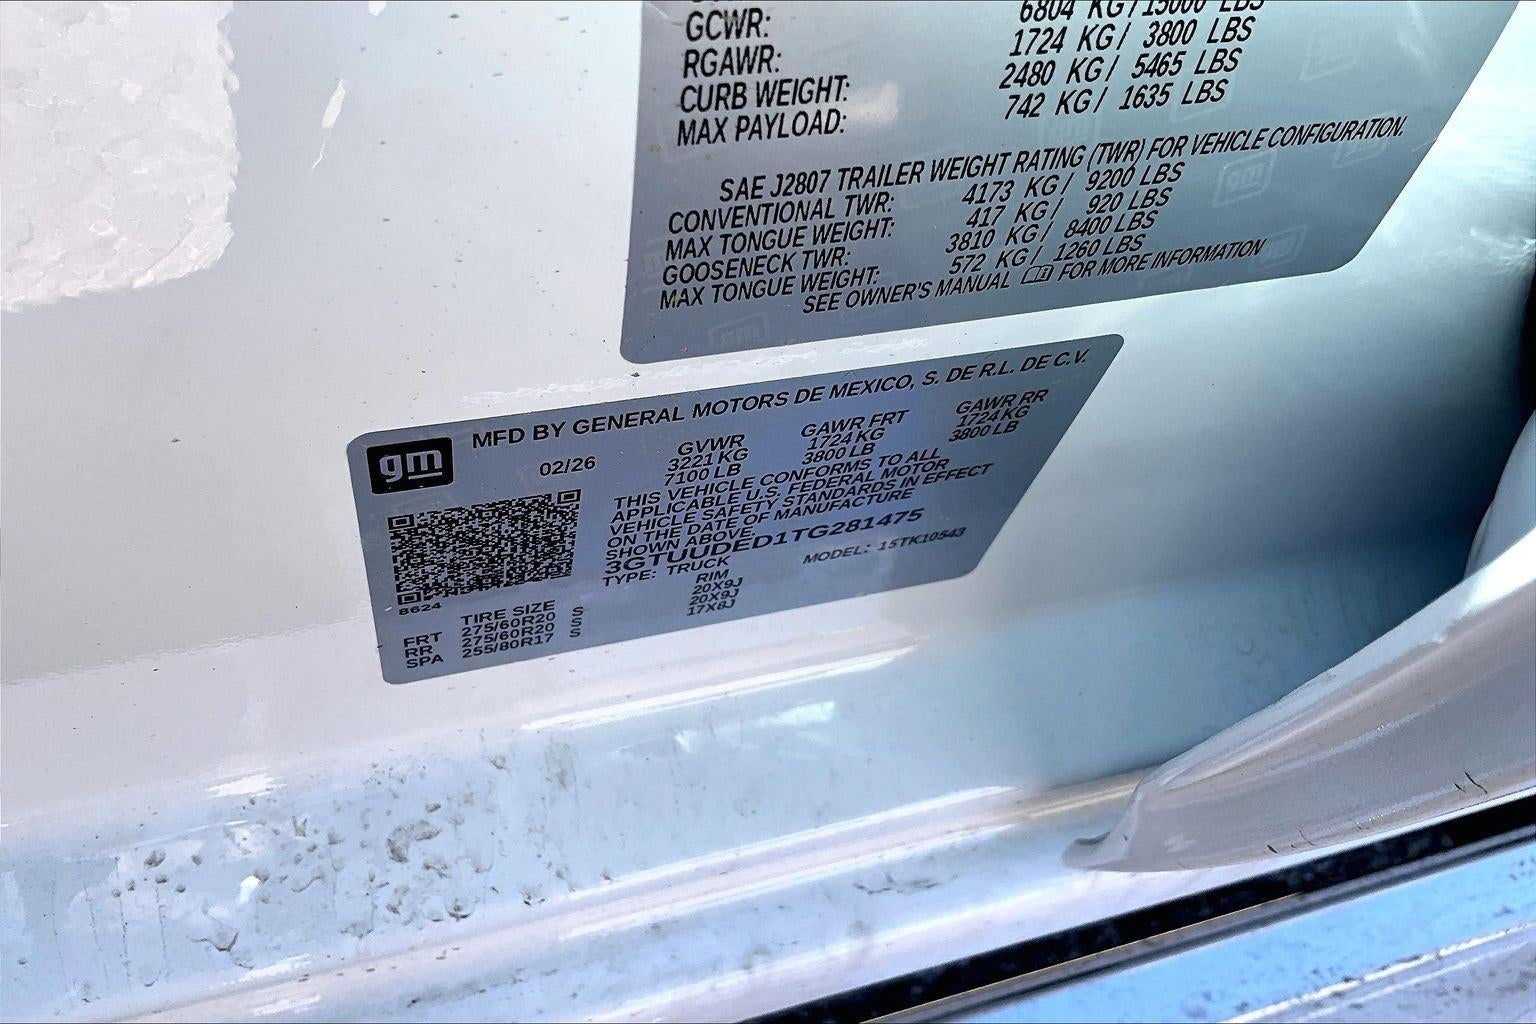 GCWR: 6804 KG/15000 LBS
RGAWR: 1724 KG/ 3800 LBS
CURB WEIGHT: 2480 KG/ 5465 LBS
MAX PAYLOAD: 742 KG/ 1635 LBS
SAE J2807 TRAILER WEIGHT RATING (TWR) FOR VEHICLE CONFIGURATION.
CONVENTIONAL TWR: 4173 KG/ 9200 LBS
MAX TONGUE WEIGHT: 417 KG/ 920 LBS
GOOSENECK TWR: 3810 KG/ 8400 LBS
MAX TONGUE WEIGHT: 572 KG/ 1260 LBS
SEE OWNER'S MANUAL FOR MORE INFORMATION
gm
MFD BY GENERAL MOTORS DE MEXICO, S. DE R.L. DE C.V.
02/26 GVWR GAWR FRT GAWR RR
3221 KG 1724 KG 1724 KG
7100 LB 3800 LB 3800 LB
THIS VEHICLE CONFORMS TO ALL
APPLICABLE U.S. FEDERAL MOTOR
VEHICLE SAFETY STANDARDS IN EFFECT
ON THE DATE OF MANUFACTURE
SHOWN ABOVE.
3GTUUDED1TG281475
TYPE: TRUCK MODEL: 15TK10543
8624
TIRE SIZE RIM
FRT 275/60R20 S 20X9J
RR 275/60R20 S 20X9J
SPA 255/80R17 S 17X8J